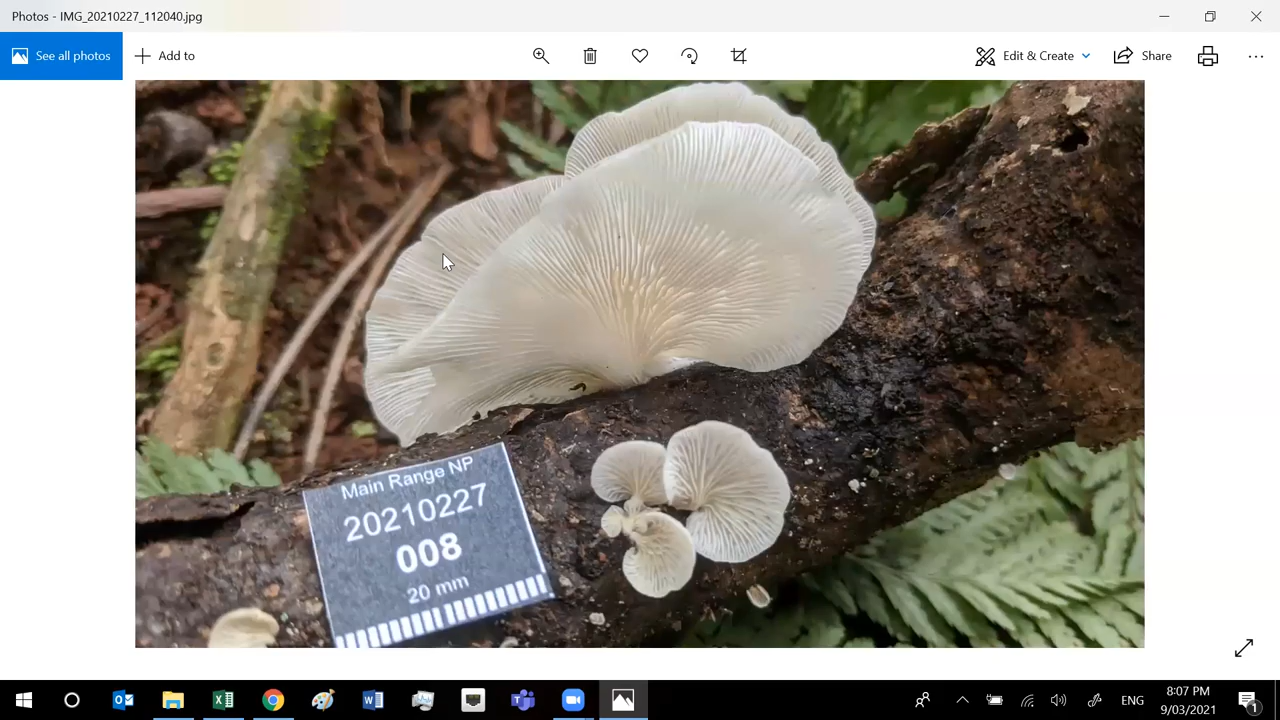 Photos - IMG_20210227_112040.jpg
See all photos
Add to
Edit & Create
Share
Main Range NP
20210227
008
20 mm
ENG
8:07 PM
9/03/2021
1